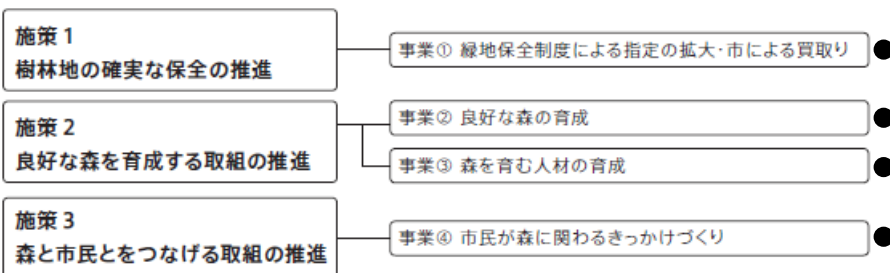 施策 1
樹林地の確実な保全の推進
事業① 緑地保全制度による指定の拡大・市による買取り
施策 2
良好な森を育成する取組の推進
事業② 良好な森の育成
事業③ 森を育む人材の育成
施策 3
森と市民とをつなげる取組の推進
事業④ 市民が森に関わるきっかけづくり